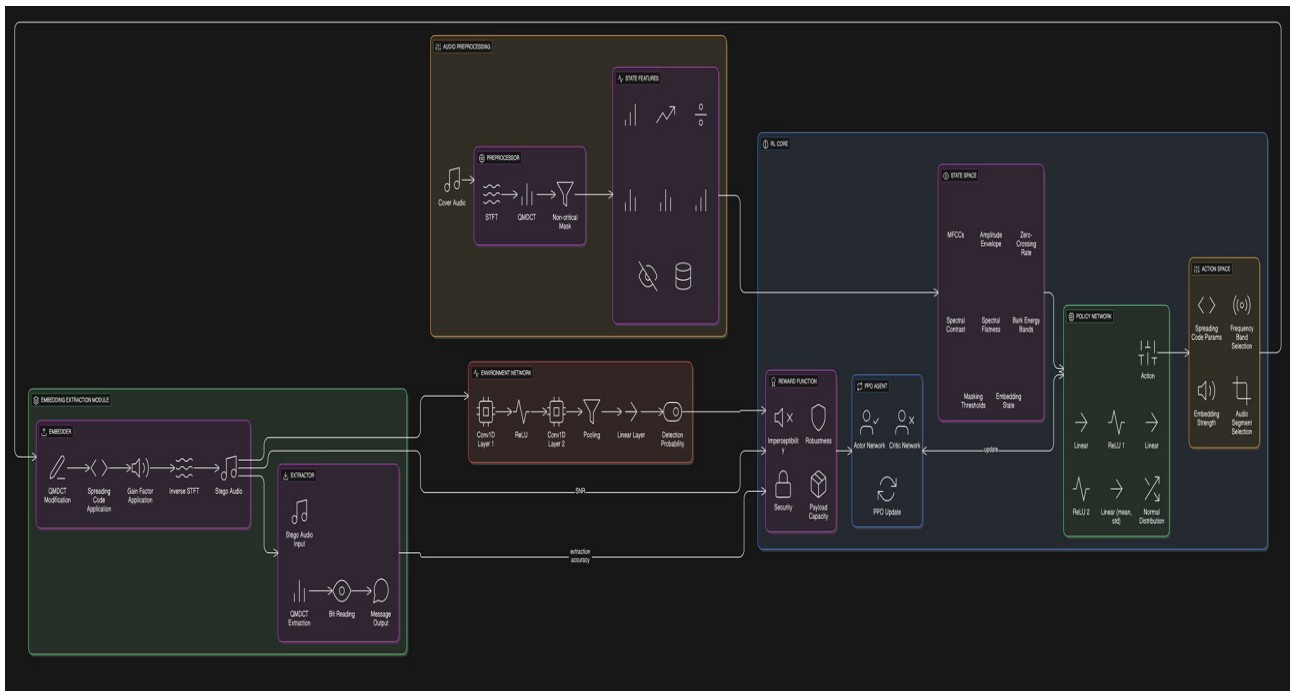 AUDIO PREPROCESSING
STATE FEATURES
PREPROCESSOR
Cover Audio
STFT
QMDCT
Non-critical
Mask
RL CORE
STATE SPACE
MFCCs
Amplitude
Envelope
Zero-
Crossing
Rate
Spectral
Contrast
Spectral
Flatness
Bark Energy
Bands
Masking
Thresholds
Embedding
State
POLICY NETWORK
Action
Linear
ReLU 1
Linear
ReLU 2
Linear (mean,
std)
Normal
Distribution
ACTION SPACE
Spreading
Code Params
Frequency
Band
Selection
Embedding
Strength
Audio
Segment
Selection
ENVIRONMENT NETWORK
Conv1D
Layer 1
ReLU
Conv1D
Layer 2
Pooling
Linear Layer
Detection
Probability
REWARD FUNCTION
Imperceptibilit
y
Robustness
Security
Payload
Capacity
PPO AGENT
Actor Network
Critic Network
PPO Update
update
EMBEDDING EXTRACTION MODULE
EMBEDDER
QMDCT
Modification
Spreading
Code
Application
Gain Factor
Application
Inverse STFT
Stego Audio
EXTRACTOR
Stego Audio
Input
QMDCT
Extraction
Bit Reading
Message
Output
SNR
extraction
accuracy